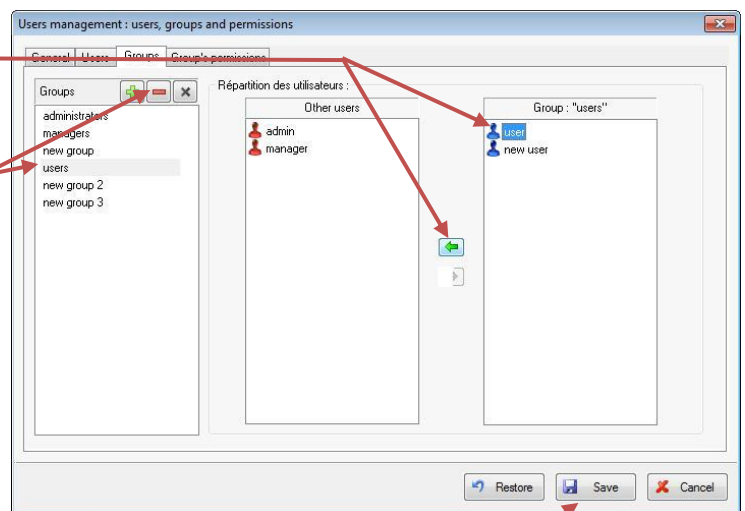 Users management : users, groups and permissions
General Users Groups Group's permissions
Groups
administrators
managers
new group
users
new group 2
new group 3
Répartition des utilisateurs :
Other users
admin
manager
Group : "users"
user
new user
Restore Save Cancel